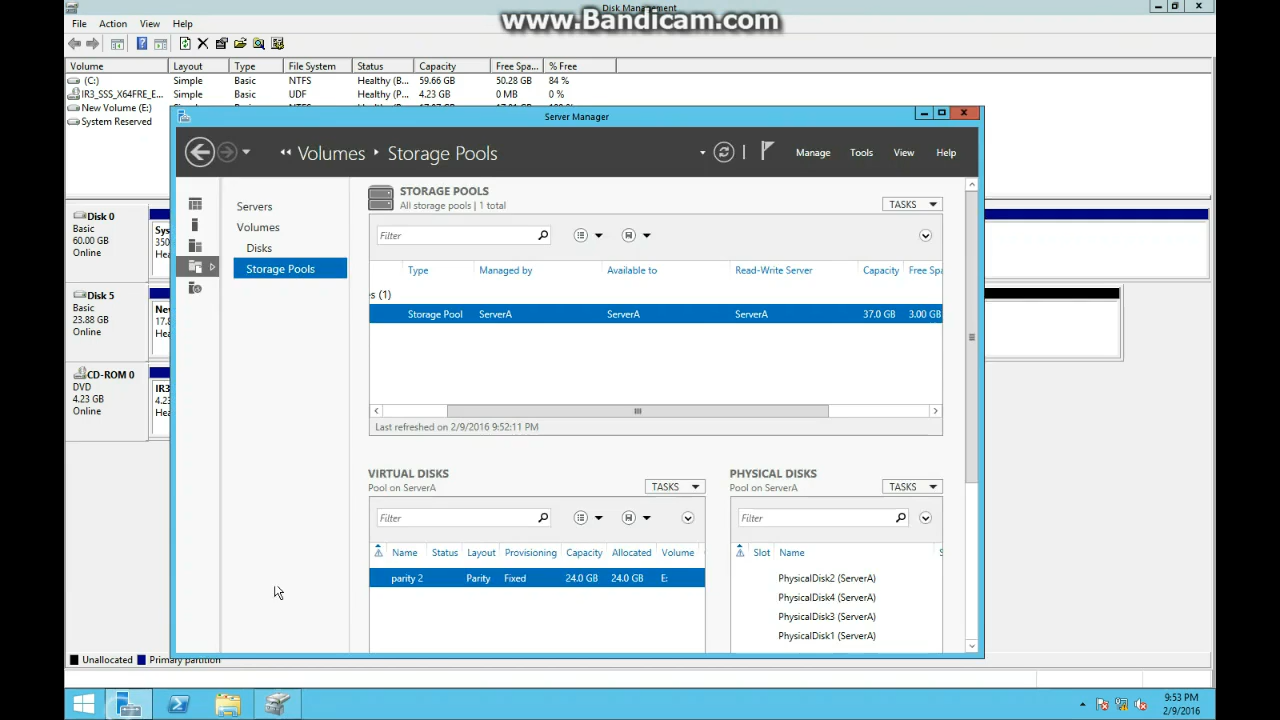 Disk Management
www.Bandicam.com
File Action View Help
Volume Layout Type File System Status Capacity Free Spa... % Free
(C:) Simple Basic NTFS Healthy (B... 59.66 GB 50.28 GB 84 %
IR3_SSS_X64FRE_E... Simple Basic UDF Healthy (P... 4.23 GB 0 MB 0 %
New Volume (E:)
System Reserved
Server Manager
Volumes Storage Pools
Manage Tools View Help
Servers
Volumes
Disks
Storage Pools
STORAGE POOLS
All storage pools | 1 total
TASKS
Filter
Type Managed by Available to Read-Write Server Capacity Free Spa
es (1)
Storage Pool ServerA ServerA ServerA 37.0 GB 3.00 GB
Last refreshed on 2/9/2016 9:52:11 PM
VIRTUAL DISKS
Pool on ServerA
TASKS
Filter
Name Status Layout Provisioning Capacity Allocated Volume
parity 2 Parity Fixed 24.0 GB 24.0 GB E:
PHYSICAL DISKS
Pool on ServerA
TASKS
Filter
Slot Name
PhysicalDisk2 (ServerA)
PhysicalDisk4 (ServerA)
PhysicalDisk3 (ServerA)
PhysicalDisk1 (ServerA)
Disk 0
Basic
60.00 GB
Online
Sys
350
Hea
Disk 5
Basic
23.88 GB
Online
Nev
17.8
Hea
CD-ROM 0
DVD
4.23 GB
Online
IR3
4.23
Hea
Unallocated Primary partition
9:53 PM
2/9/2016